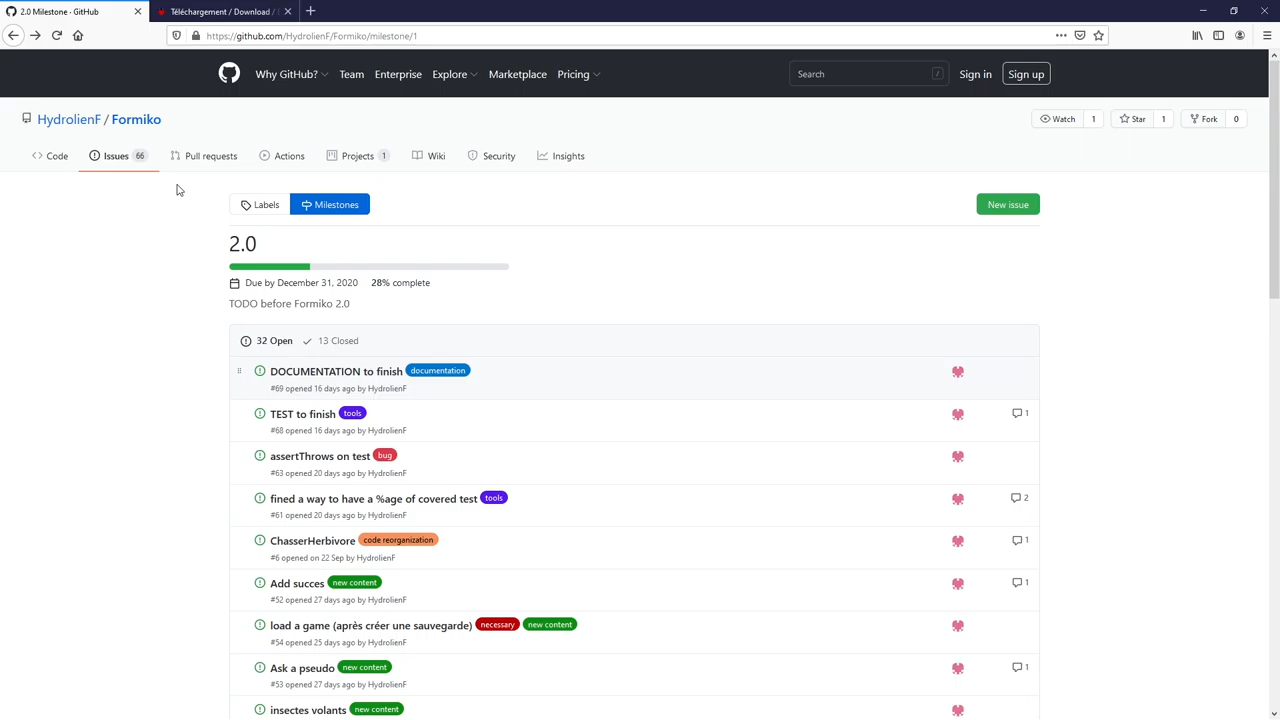 2.0 Milestone · GitHub
Téléchargement / Download /
https://github.com/HydrolienF/Formiko/milestone/1
Why GitHub? Team Enterprise Explore Marketplace Pricing
Search /
Sign in Sign up
HydrolienF / Formiko
Watch 1 Star 1 Fork 0
Code Issues 66 Pull requests Actions Projects 1 Wiki Security Insights
Labels Milestones
New issue
2.0
Due by December 31, 2020 28% complete
TODO before Formiko 2.0
32 Open 13 Closed
DOCUMENTATION to finish documentation
#69 opened 16 days ago by HydrolienF
TEST to finish tools 1
#68 opened 16 days ago by HydrolienF
assertThrows on test bug
#63 opened 20 days ago by HydrolienF
fined a way to have a %age of covered test tools 2
#61 opened 20 days ago by HydrolienF
ChasserHerbivore code reorganization 1
#6 opened on 22 Sep by HydrolienF
Add succes new content 1
#52 opened 27 days ago by HydrolienF
load a game (après créer une sauvegarde) necessary new content
#54 opened 25 days ago by HydrolienF
Ask a pseudo new content 1
#53 opened 27 days ago by HydrolienF
insectes volants new content